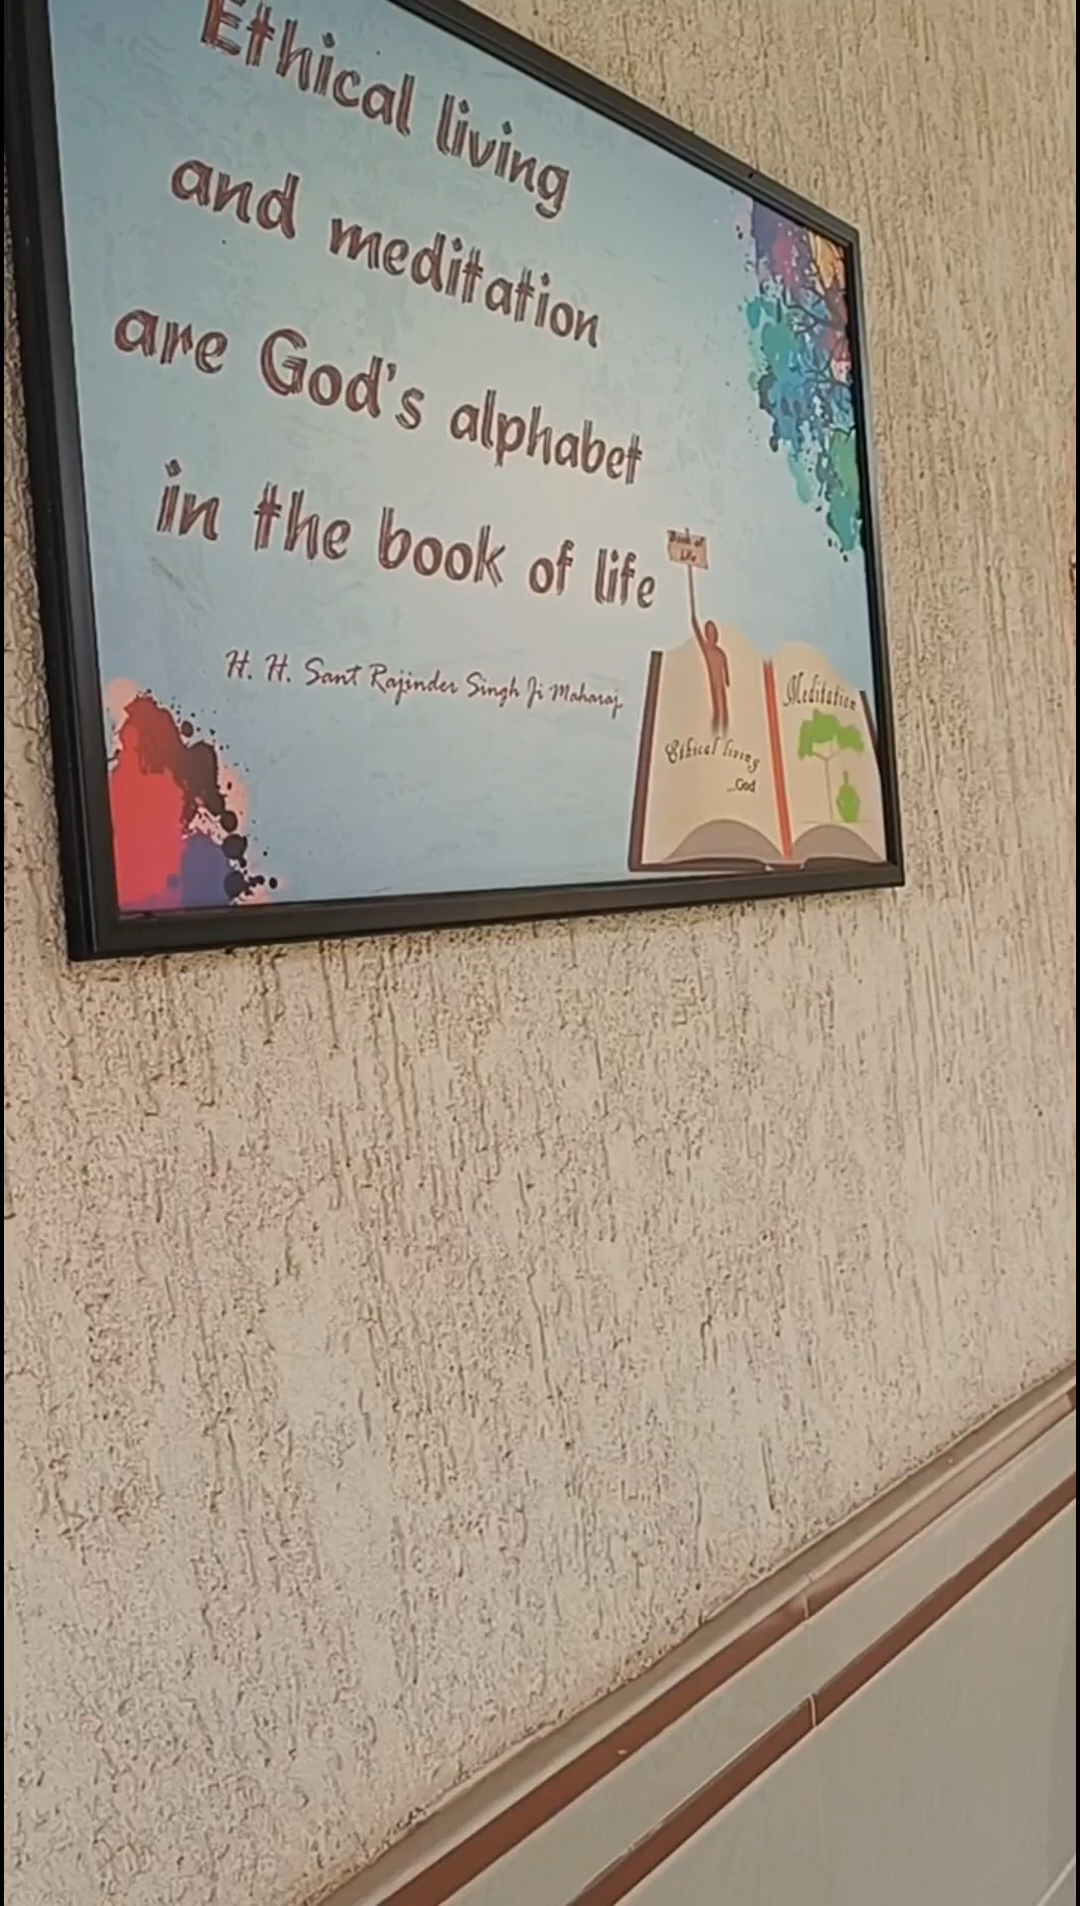 Ethical living
and meditation
are God's alphabet
in the book of life
H. H. Sant Rajinder Singh Ji Maharaj
Book of
Life
Ethical living
...God
Meditation